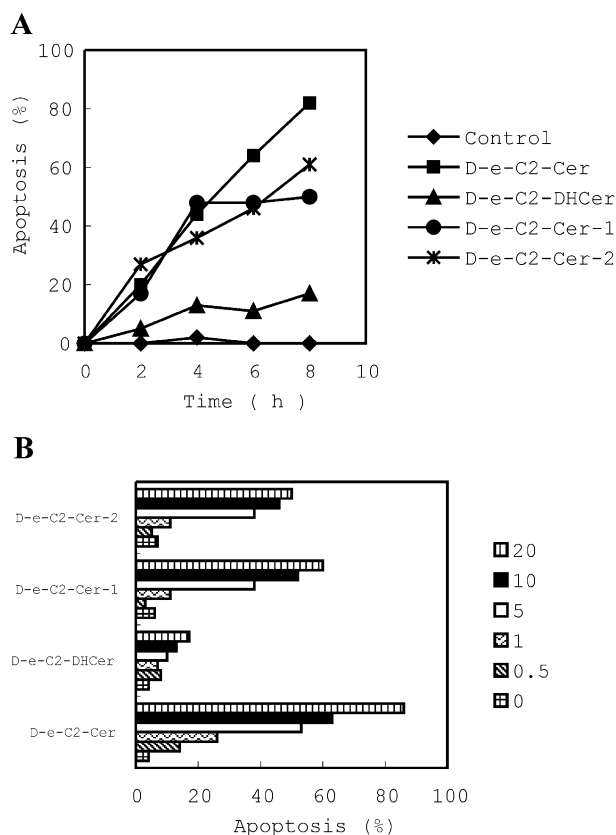 A
100
80
60
40
20
0
Apoptosis (%)
0 2 4 6 8 10
Time ( h )
Control
D-e-C2-Cer
D-e-C2-DHCer
D-e-C2-Cer-1
D-e-C2-Cer-2
B
D-e-C2-Cer-2
D-e-C2-Cer-1
D-e-C2-DHCer
D-e-C2-Cer
0 20 40 60 80 100
Apoptosis (%)
20
10
5
1
0.5
0